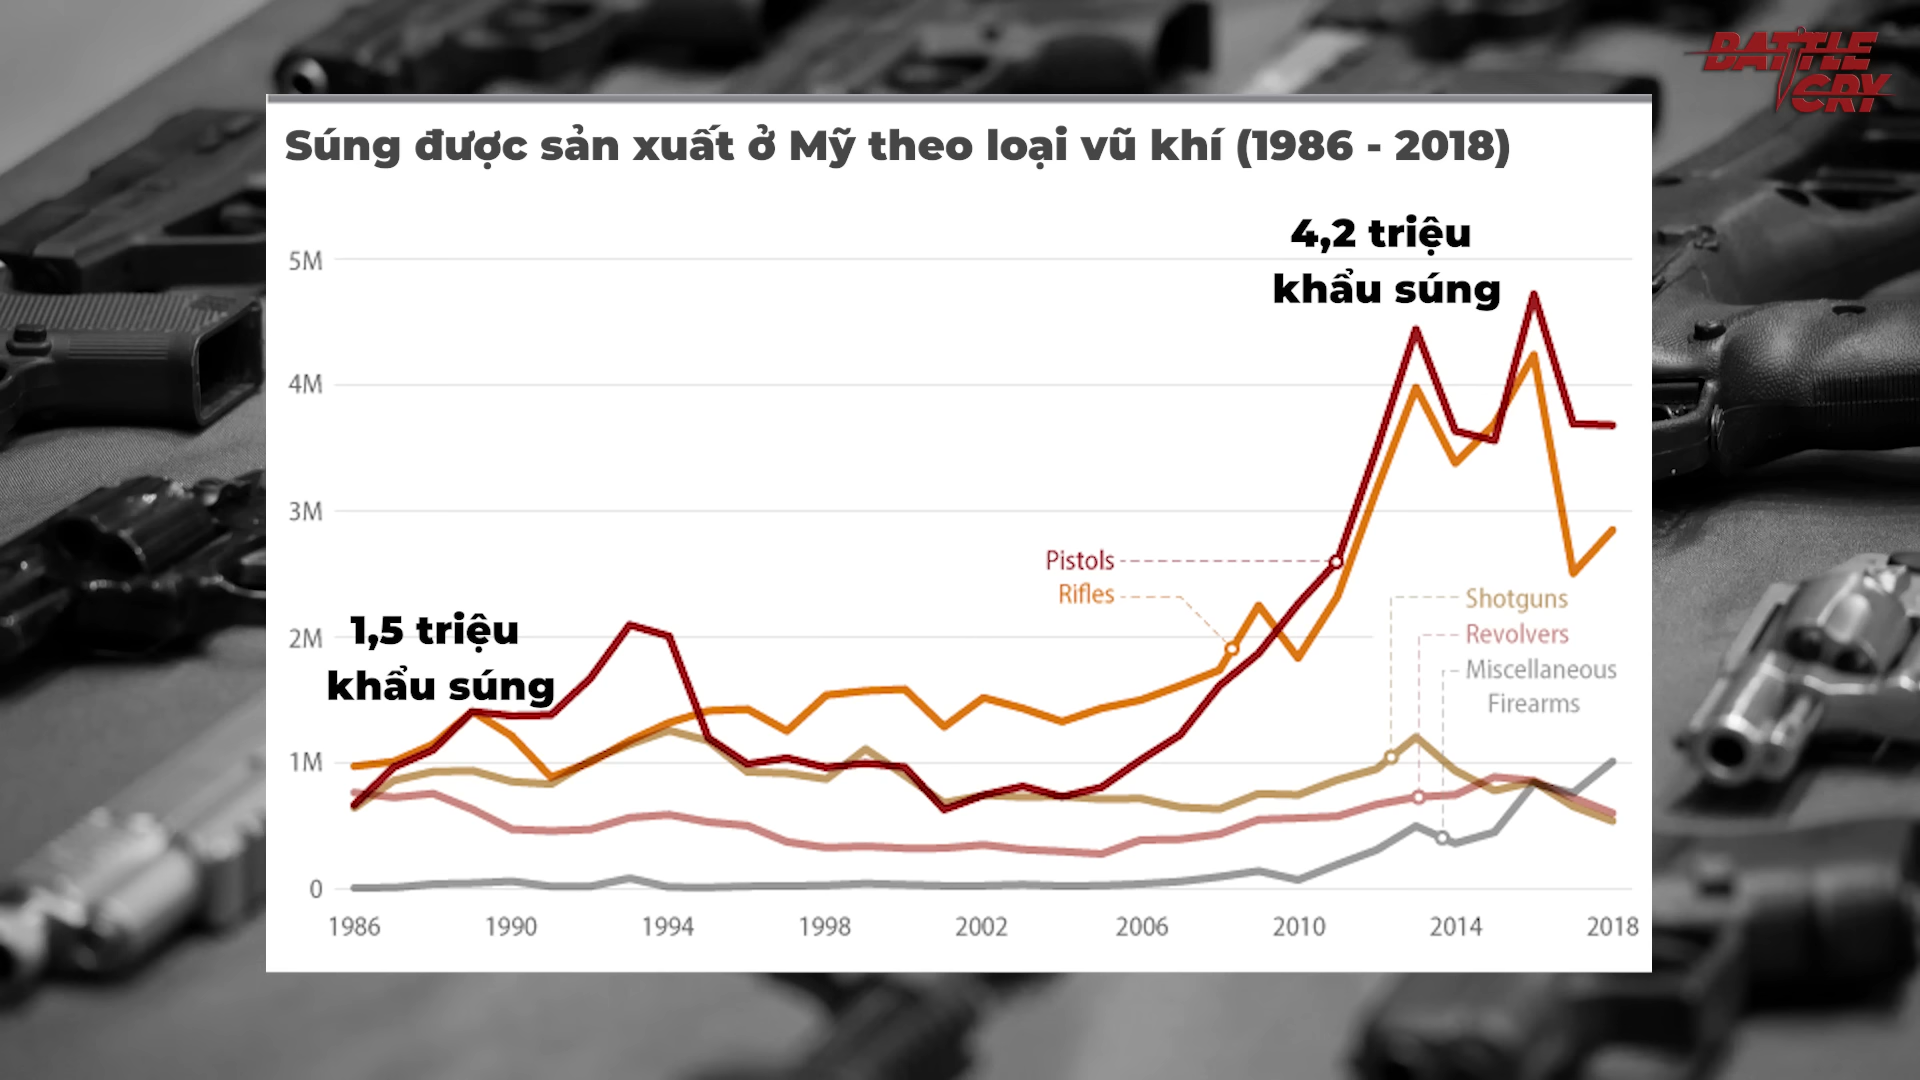 BATTLE
CRY
Súng được sản xuất ở Mỹ theo loại vũ khí (1986 - 2018)
4,2 triệu
khẩu súng
5M
4M
3M
Pistols
Rifles
Shotguns
1,5 triệu
khẩu súng
2M
Revolvers
Miscellaneous
Firearms
1M
0
1986 1990 1994 1998 2002 2006 2010 2014 2018